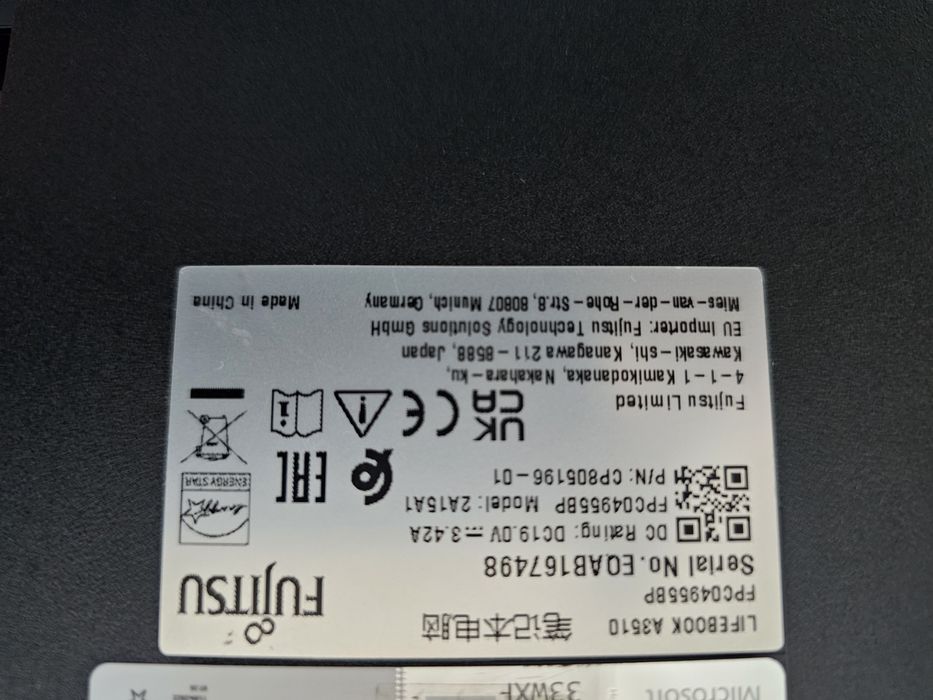 LIFEBOOK A3510 笔记本电脑
FPC04955BP
FUJITSU
Serial No. EQAB167498
DC Rating: DC19.0V 3.42A
FPC04955BP Model: 2A15A1
P/N: CP805196-01
ENERGY STAR
EAC
UK CA CE
Fujitsu Limited
4-1-1 Kamikodanaka, Nakahara-ku,
Kawasaki-shi, Kanagawa 211-8588, Japan
EU Importer: Fujitsu Technology Solutions GmbH
Mies-van-der-Rohe-Str.8, 80807 Munich, Germany
Made in China
Microsoft
33WXF